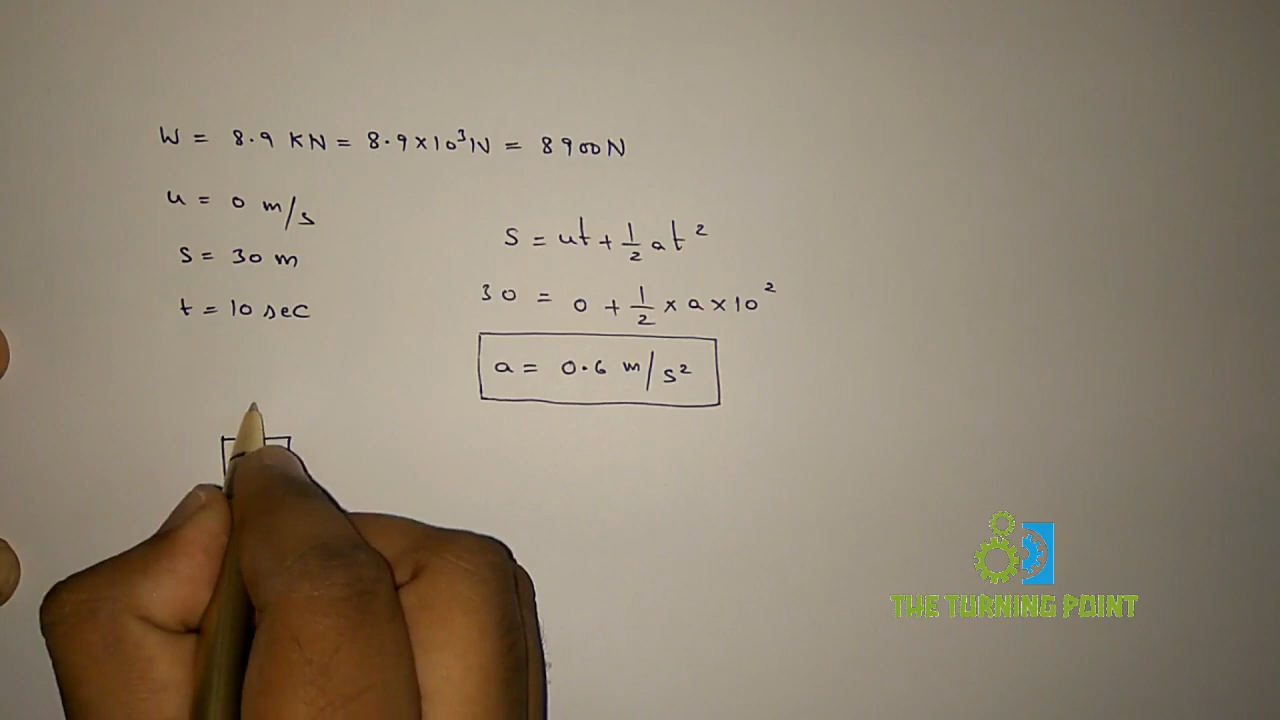 W = 8.9 KN = 8.9×10³N = 8900N
u = 0 m/s
s = 30 m
t = 10 sec
s = ut + 1/2 at²
30 = 0 + 1/2 × a × 10²
a = 0.6 m/s²
THE TURNING POINT